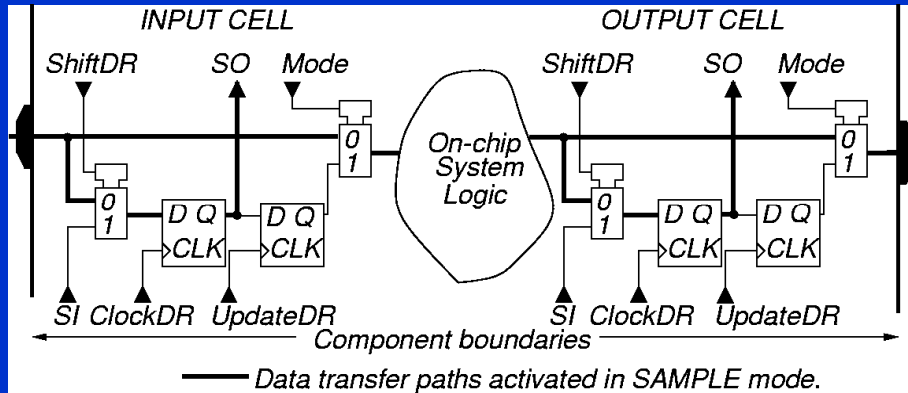 INPUT CELL OUTPUT CELL
ShiftDR SO Mode ShiftDR SO Mode
0 0
1 On-chip 1
System
Logic
0 0
1 D Q D Q 1 D Q D Q
CLK CLK CLK CLK
SI ClockDR UpdateDR SI ClockDR UpdateDR
Component boundaries
Data transfer paths activated in SAMPLE mode.